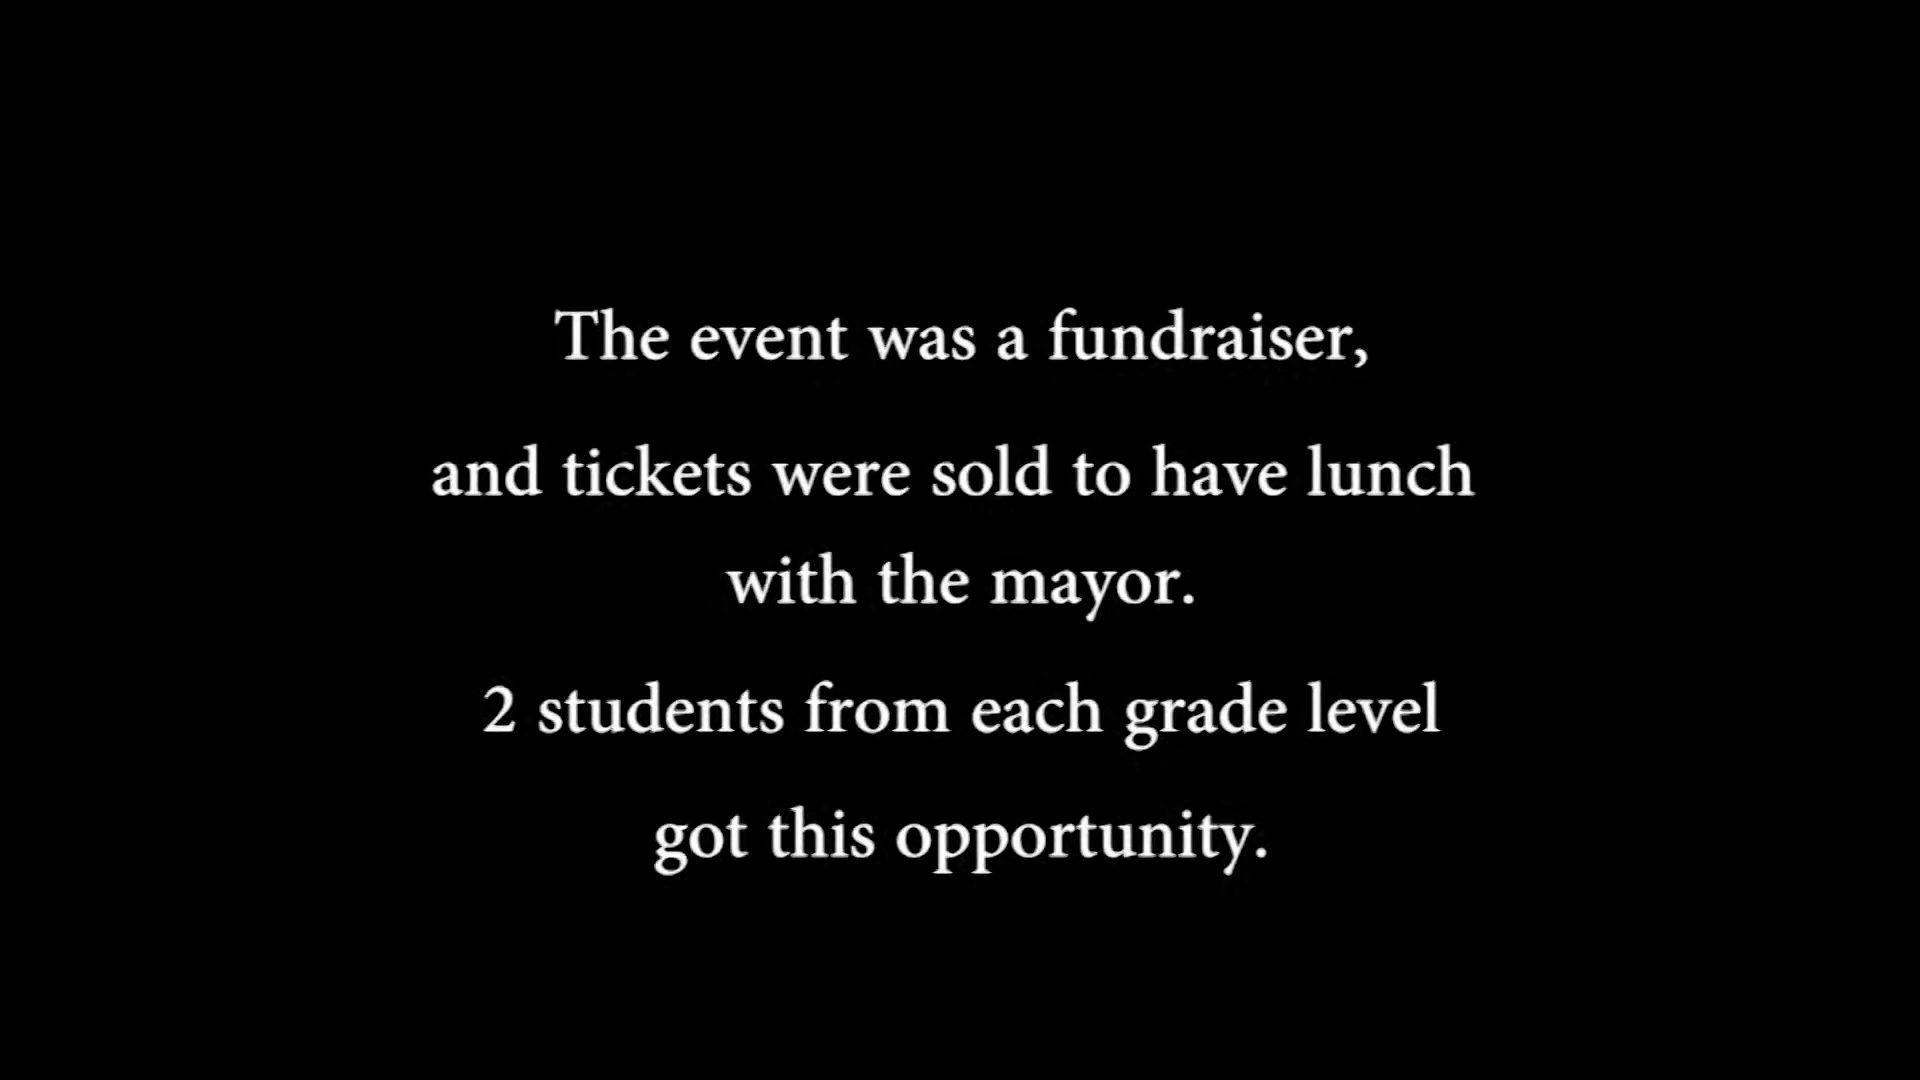 The event was a fundraiser,
and tickets were sold to have lunch
with the mayor.
2 students from each grade level
got this opportunity.